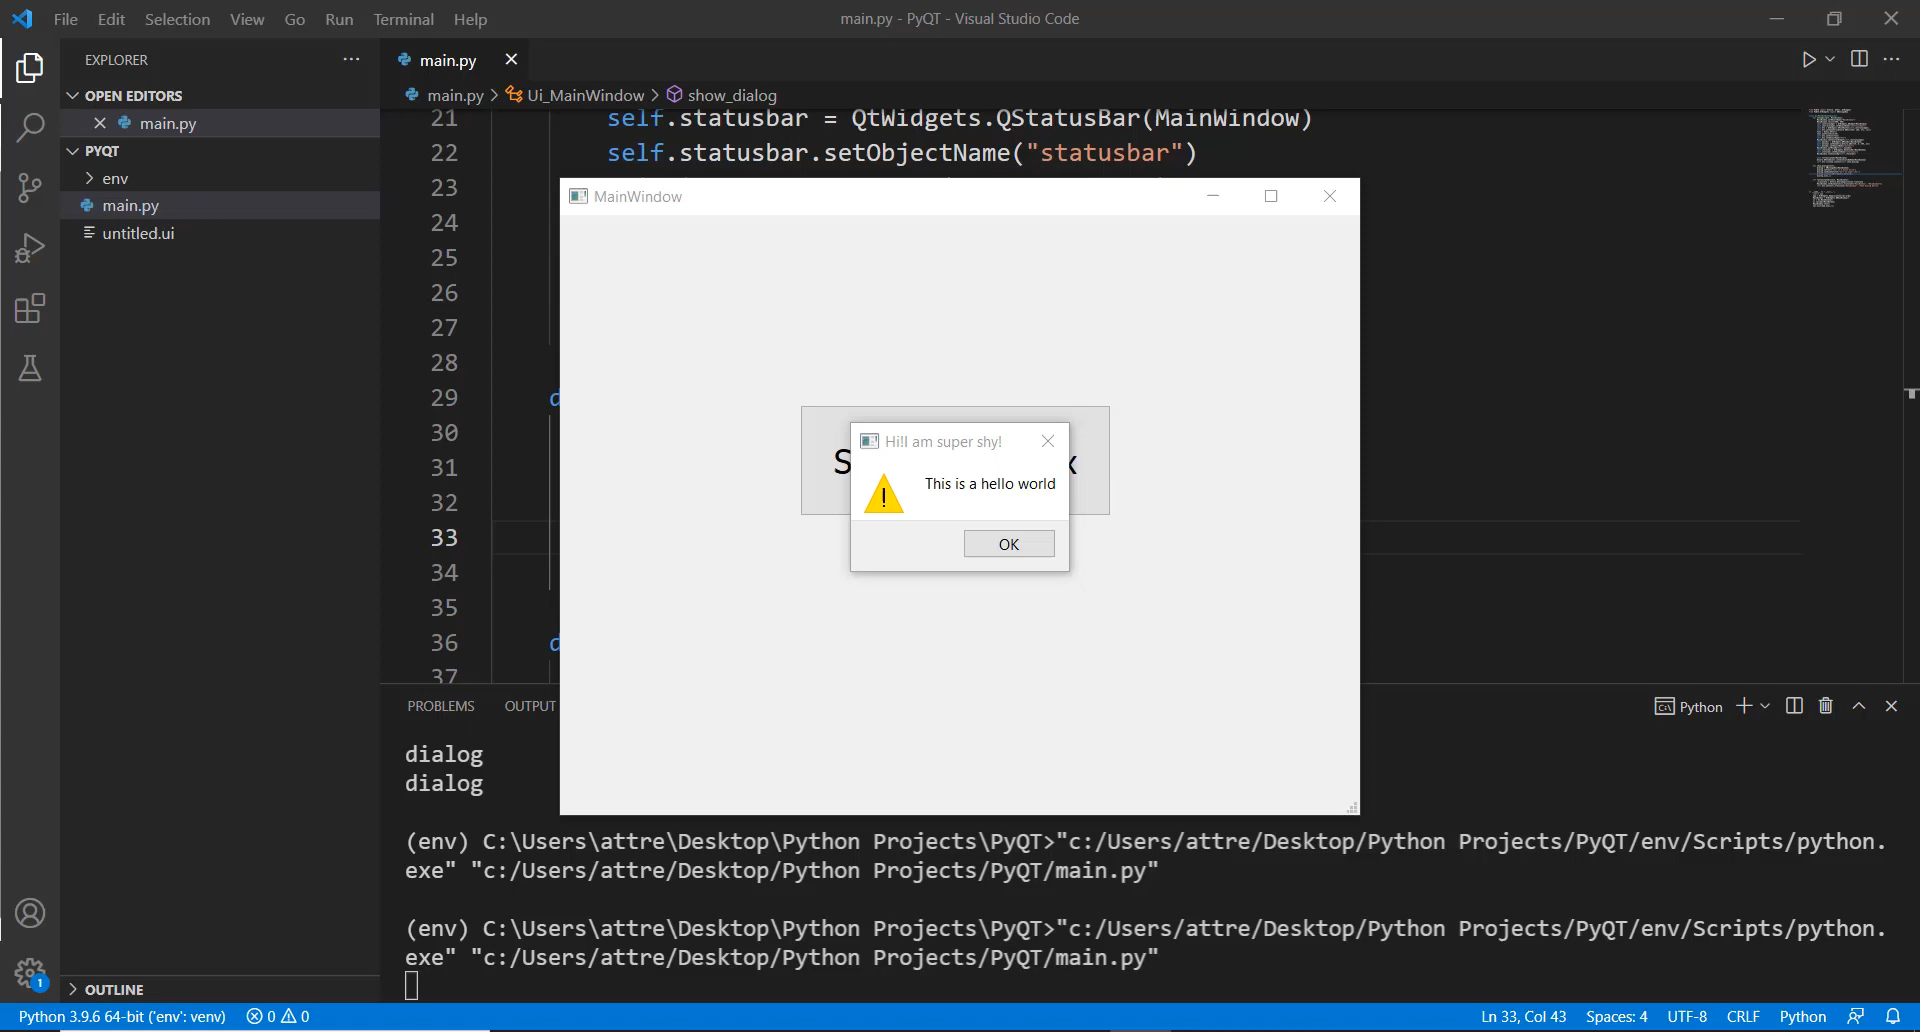 File Edit Selection View Go Run Terminal Help
main.py - PyQT - Visual Studio Code
EXPLORER
OPEN EDITORS
main.py
PYQT
env
main.py
untitled.ui
OUTLINE
main.py
main.py > Ui_MainWindow > show_dialog
21 self.statusbar = QtWidgets.QStatusBar(MainWindow)
22 self.statusbar.setObjectName("statusbar")
23
24
25
26
27
28
29 d
30
31
32
33
34
35
36 d
37
MainWindow
S
x
Hi!I am super shy!
This is a hello world
OK
PROBLEMS OUTPUT
Python
dialog
dialog
(env) C:\Users\attre\Desktop\Python Projects\PyQT>"c:/Users/attre/Desktop/Python Projects/PyQT/env/Scripts/python.
exe" "c:/Users/attre/Desktop/Python Projects/PyQT/main.py"
(env) C:\Users\attre\Desktop\Python Projects\PyQT>"c:/Users/attre/Desktop/Python Projects/PyQT/env/Scripts/python.
exe" "c:/Users/attre/Desktop/Python Projects/PyQT/main.py"
1
Python 3.9.6 64-bit ('env': venv) 0 0 Ln 33, Col 43 Spaces: 4 UTF-8 CRLF Python